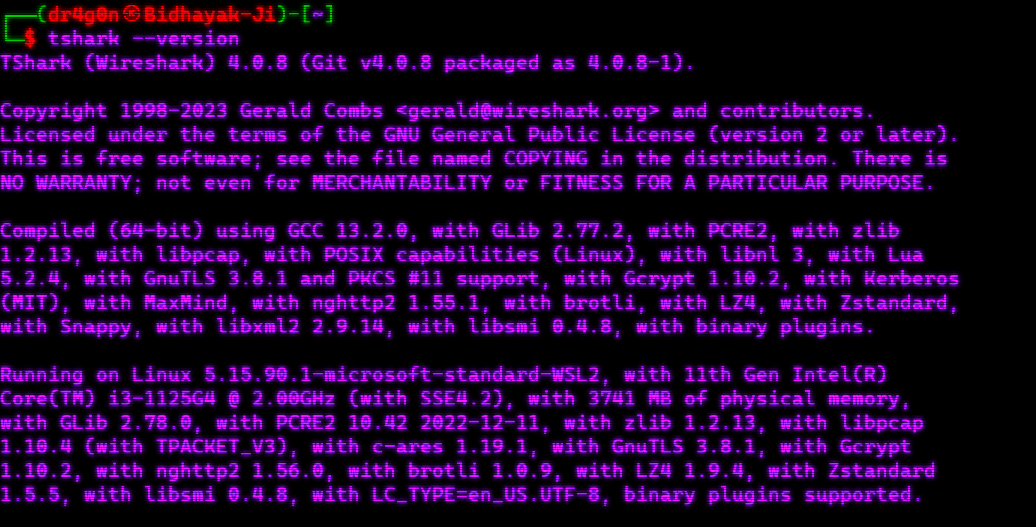 ┌──(dr4g0n㉿Bidhayak-Ji)-[~]
└─$ tshark --version
TShark (Wireshark) 4.0.8 (Git v4.0.8 packaged as 4.0.8-1).
Copyright 1998-2023 Gerald Combs <gerald@wireshark.org> and contributors.
Licensed under the terms of the GNU General Public License (version 2 or later).
This is free software; see the file named COPYING in the distribution. There is
NO WARRANTY; not even for MERCHANTABILITY or FITNESS FOR A PARTICULAR PURPOSE.
Compiled (64-bit) using GCC 13.2.0, with GLib 2.77.2, with PCRE2, with zlib
1.2.13, with libpcap, with POSIX capabilities (Linux), with libnl 3, with Lua
5.2.4, with GnuTLS 3.8.1 and PKCS #11 support, with Gcrypt 1.10.2, with Kerberos
(MIT), with MaxMind, with nghttp2 1.55.1, with brotli, with LZ4, with Zstandard,
with Snappy, with libxml2 2.9.14, with libsmi 0.4.8, with binary plugins.
Running on Linux 5.15.90.1-microsoft-standard-WSL2, with 11th Gen Intel(R)
Core(TM) i3-1125G4 @ 2.00GHz (with SSE4.2), with 3741 MB of physical memory,
with GLib 2.78.0, with PCRE2 10.42 2022-12-11, with zlib 1.2.13, with libpcap
1.10.4 (with TPACKET_V3), with c-ares 1.19.1, with GnuTLS 3.8.1, with Gcrypt
1.10.2, with nghttp2 1.56.0, with brotli 1.0.9, with LZ4 1.9.4, with Zstandard
1.5.5, with libsmi 0.4.8, with LC_TYPE=en_US.UTF-8, binary plugins supported.